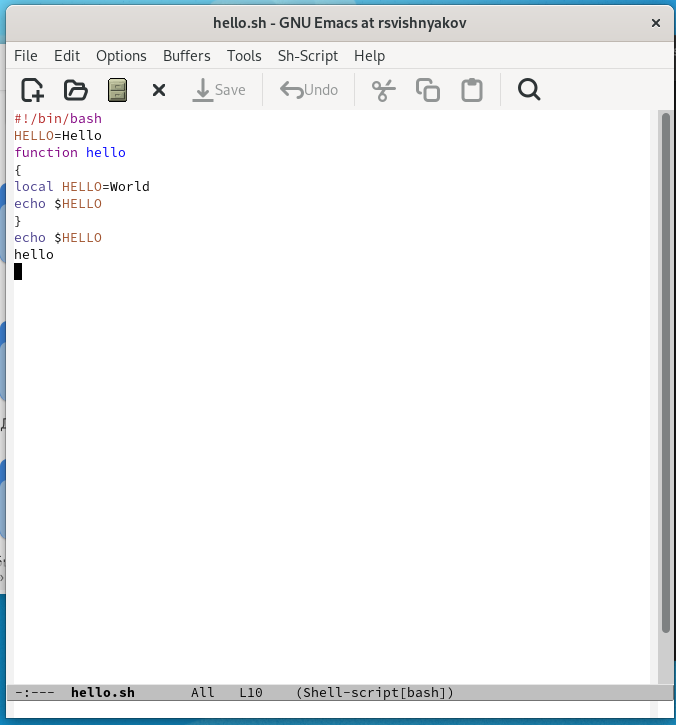 hello.sh - GNU Emacs at rsvishnyakov
File Edit Options Buffers Tools Sh-Script Help
Save Undo
#!/bin/bash
HELLO=Hello
function hello
{
local HELLO=World
echo $HELLO
}
echo $HELLO
hello
-:--- hello.sh All L10 (Shell-script[bash])